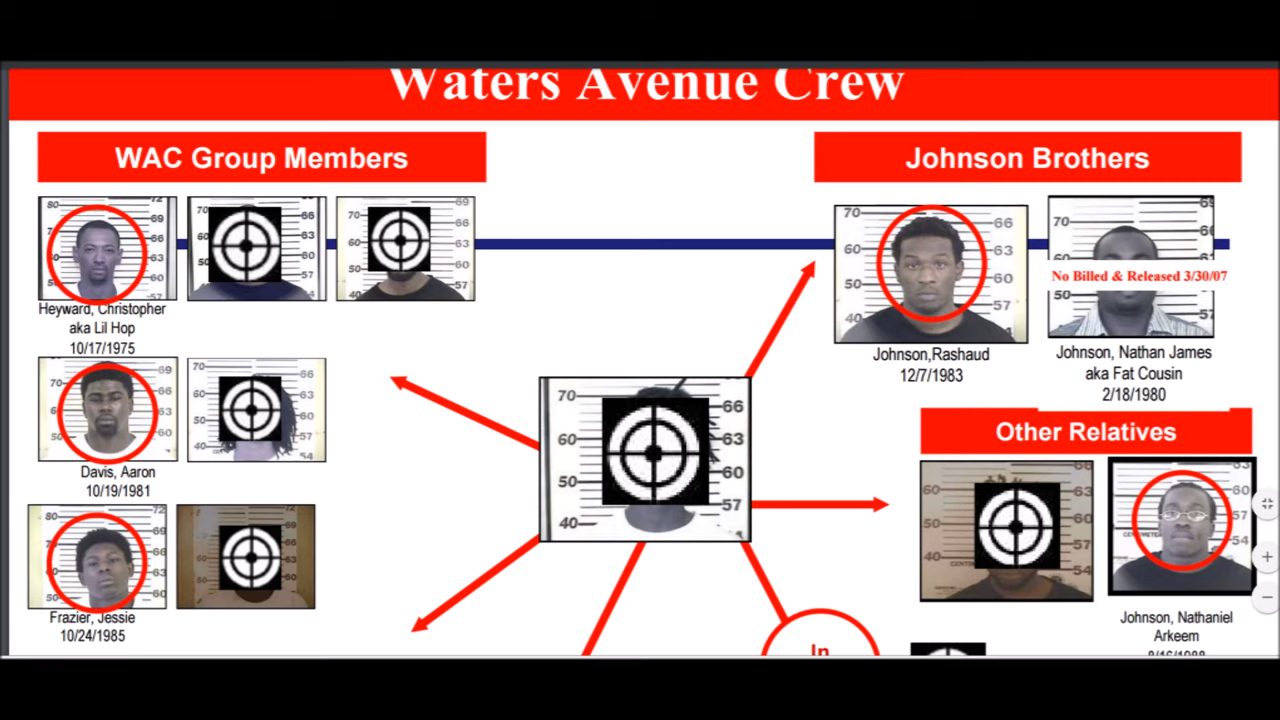 Waters Avenue Crew
WAC Group Members
Johnson Brothers
Heyward, Christopher
aka Lil Hop
10/17/1975
No Billed & Released 3/30/07
Johnson,Rashaud
12/7/1983
Johnson, Nathan James
aka Fat Cousin
2/18/1980
Davis, Aaron
10/19/1981
Other Relatives
Frazier, Jessie
10/24/1985
Johnson, Nathaniel
Arkeem
In